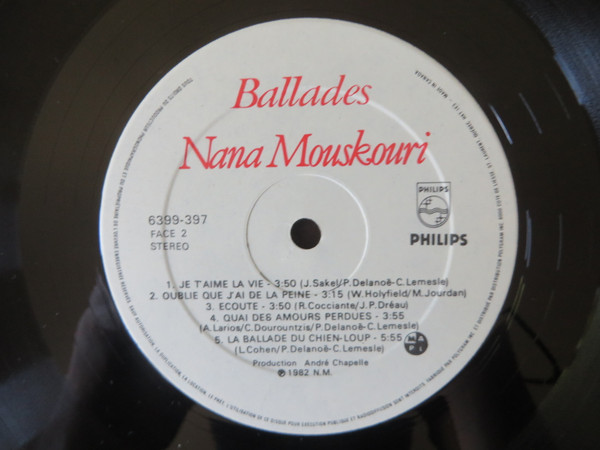 Ballades
Nana Mouskouri
PHILIPS
PHILIPS
6399-397
FACE 2
STEREO
1. JE T'AIME LA VIE - 3:50 (J.Sakel/P.Delanoë-C.Lemesle)
2. OUBLIE QUE J'AI DE LA PEINE - 3:15 (W.Holyfield/M.Jourdan)
3. ECOUTE - 3:50 (R.Cocciante/J.P.Dréau)
4. QUAI DES AMOURS PERDUES - 3:55
(A.Larios/C.Dourountzis/P.Delanoë-C.Lemesle)
5. LA BALLADE DU CHIEN-LOUP - 5:55
(L.Cohen/P.Delanoë-C.Lemesle)
Production André Chapelle
℗ 1982 N.M.
MADE IN CANADA